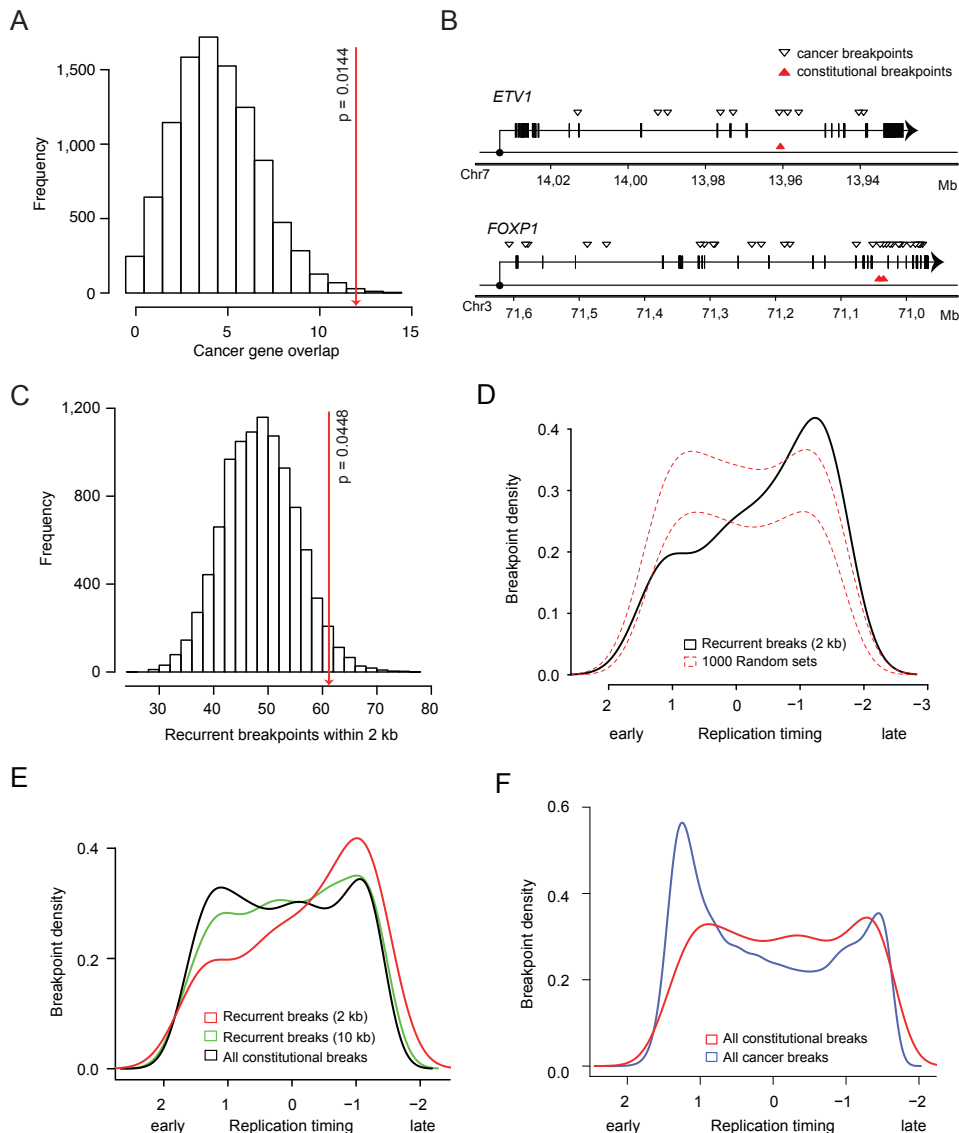 A
1,500
1,000
500
0
Frequency
p = 0.0144
0 5 10 15
Cancer gene overlap
B
cancer breakpoints
constitutional breakpoints
ETV1
Chr7
14,02 14,00 13,98 13,96 13,94
Mb
FOXP1
Chr3
71,6 71,5 71,4 71,3 71,2 71,1 71,0
Mb
C
1,200
800
400
0
Frequency
p = 0.0448
30 40 50 60 70 80
Recurrent breakpoints within 2 kb
D
0.4
0.3
0.2
0.1
0.0
Breakpoint density
Recurrent breaks (2 kb)
1000 Random sets
2 1 0 −1 −2 −3
early Replication timing late
E
0.4
0.2
0.0
Breakpoint density
Recurrent breaks (2 kb)
Recurrent breaks (10 kb)
All constitutional breaks
2 1 0 -1 -2
early Replication timing late
F
0.6
0.4
0.2
0.0
Breakpoint density
All constitutional breaks
All cancer breaks
2 1 0 -1 -2
early Replication timing late